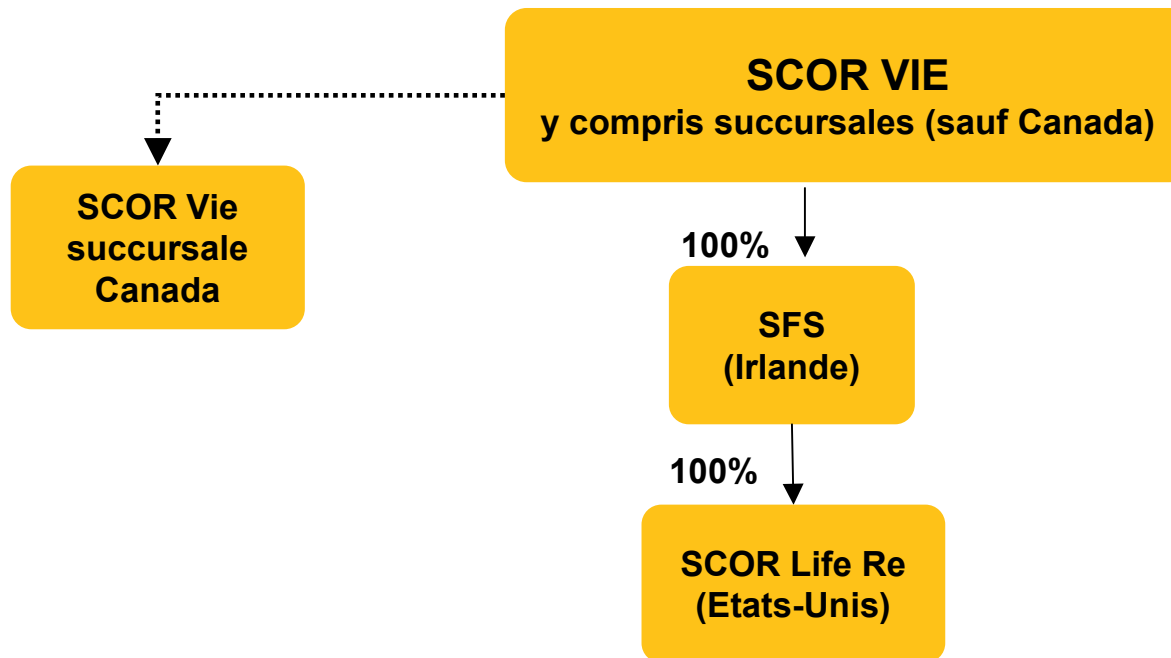 SCOR VIE
y compris succursales (sauf Canada)
SCOR Vie
succursale
Canada
100%
SFS
(Irlande)
100%
SCOR Life Re
(Etats-Unis)